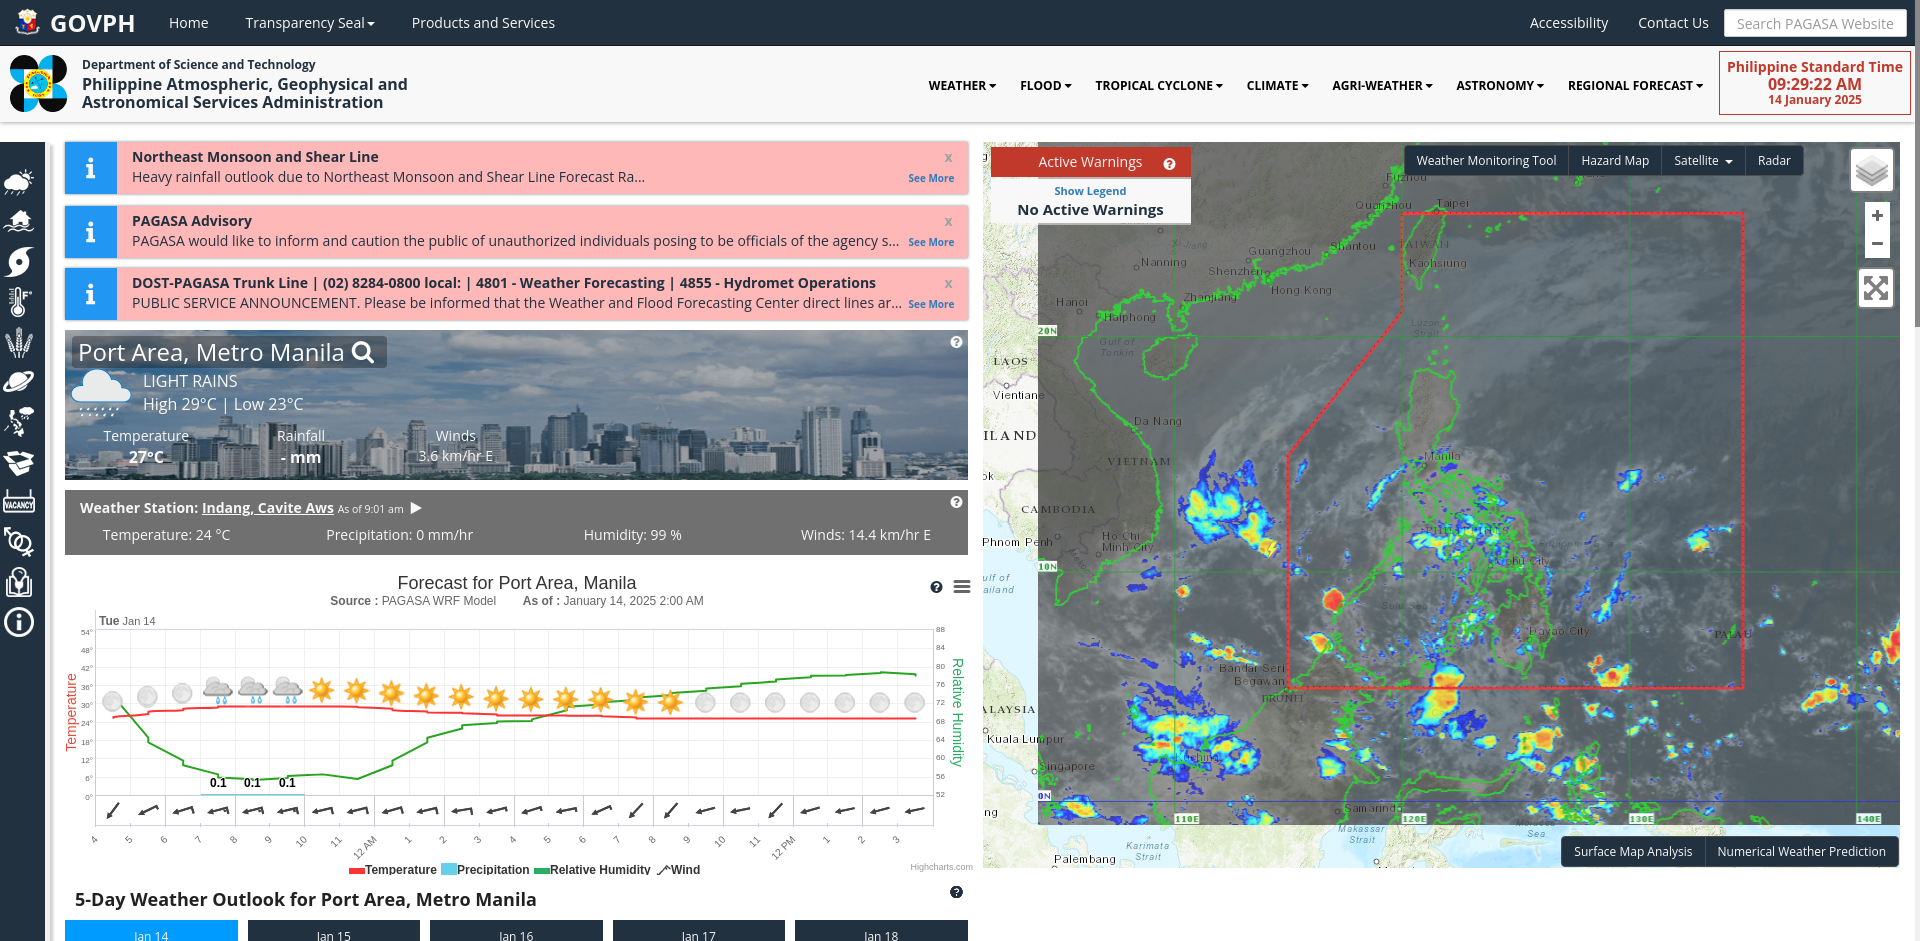 GOVPH Home Transparency Seal Products and Services Accessibility Contact Us Search PAGASA Website
Department of Science and Technology
Philippine Atmospheric, Geophysical and
Astronomical Services Administration
WEATHER FLOOD TROPICAL CYCLONE CLIMATE AGRI-WEATHER ASTRONOMY REGIONAL FORECAST
Philippine Standard Time
09:29:22 AM
14 January 2025
Northeast Monsoon and Shear Line x
Heavy rainfall outlook due to Northeast Monsoon and Shear Line Forecast Ra... See More
PAGASA Advisory x
PAGASA would like to inform and caution the public of unauthorized individuals posing to be officials of the agency s... See More
DOST-PAGASA Trunk Line | (02) 8284-0800 local: | 4801 - Weather Forecasting | 4855 - Hydromet Operations x
PUBLIC SERVICE ANNOUNCEMENT. Please be informed that the Weather and Flood Forecasting Center direct lines ar... See More
Port Area, Metro Manila
LIGHT RAINS
High 29°C | Low 23°C
Temperature Rainfall Winds
27°C - mm 3.6 km/hr E
VACANCY
Weather Station: Indang, Cavite Aws As of 9:01 am
Temperature: 24 °C Precipitation: 0 mm/hr Humidity: 99 % Winds: 14.4 km/hr E
Forecast for Port Area, Manila
Source : PAGASA WRF Model As of : January 14, 2025 2:00 AM
Tue Jan 14
Temperature
54°
48°
42°
36°
30°
24°
18°
12°
6°
0°
0.1 0.1 0.1
88
84
80
76
72
68
64
60
56
52
Relative Humidity
4 5 6 7 8 9 10 11 12 AM 1 2 3 4 5 6 7 8 9 10 11 12 PM 1 2 3
Temperature Precipitation Relative Humidity Wind
Highcharts.com
5-Day Weather Outlook for Port Area, Metro Manila
Jan 14 Jan 15 Jan 16 Jan 17 Jan 18
Active Warnings
Show Legend
No Active Warnings
Weather Monitoring Tool Hazard Map Satellite Radar
+
−
Fuzhou
Quanzhou Taipei
Guangzhou Shantou TAIWAN
Nanning Kaohsiung
Shenzhen
Hong Kong
Hanoi Zhanjiang
Haiphong
20N
Luzon
Strait
Gulf of
Tonkin
LAOS
Vientiane
Da Nang
ILAND
Manila
VIETNAM
ok
CAMBODIA
PHILIPPINES
Phnom Penh Ho Chi
Minh City
Cebu City
10N
ulf of
ailand
Sulu Sea
Davao City PALAU
Bandar Seri
Begawan
BRUNEI
ALAYSIA
Kuala Lumpur
Kuching
Singapore
0N
Samarinda
ng
110E 120E 130E 140E
Makassar
Strait
Molucca
Sea
Karimata
Strait
Palembang
Surface Map Analysis Numerical Weather Prediction